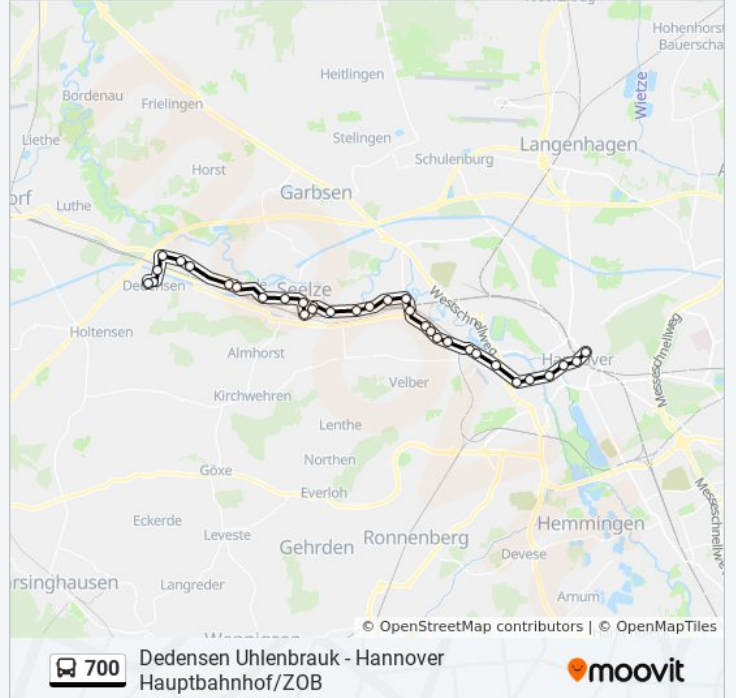 Hohenhorst
Bauerscha
Heitlingen
Bordenau
Frielingen
Wietze
Liethe
Stelingen
Langenhagen
Schulenburg
Horst
Garbsen
orf
Luthe
Dedensen
Seelze
Westschnellweg
Holtensen
Messeschnellweg
Almhorst
Hannover
Velber
Kirchwehren
Lenthe
Northen
Göxe
Everloh
Messeschnellw
Eckerde
Leveste
Ronnenberg
Hemmingen
Gehrden
Devese
arsinghausen
Langreder
Arnum
© OpenStreetMap contributors | © OpenMapTiles
700
Dedensen Uhlenbrauk - Hannover
Hauptbahnhof/ZOB
moovit